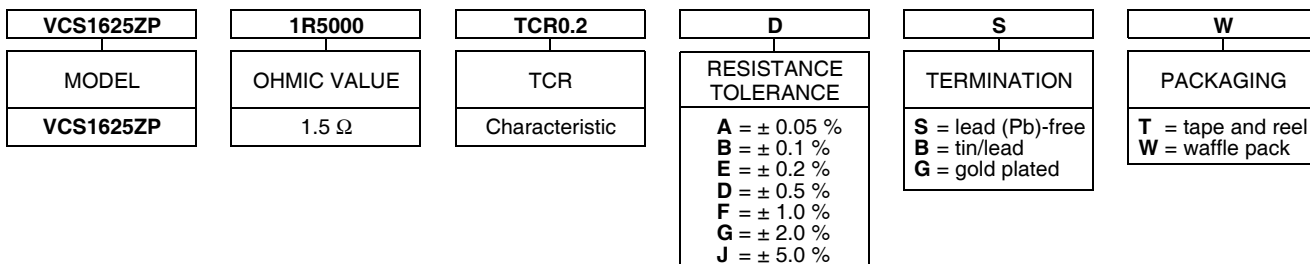 VCS1625ZP
1R5000
TCR0.2
D
S
W
MODEL
OHMIC VALUE
TCR
RESISTANCE
TOLERANCE
TERMINATION
PACKAGING
VCS1625ZP
1.5 Ω
Characteristic
A = ± 0.05 %
B = ± 0.1 %
E = ± 0.2 %
D = ± 0.5 %
F = ± 1.0 %
G = ± 2.0 %
J = ± 5.0 %
S = lead (Pb)-free
B = tin/lead
G = gold plated
T = tape and reel
W = waffle pack